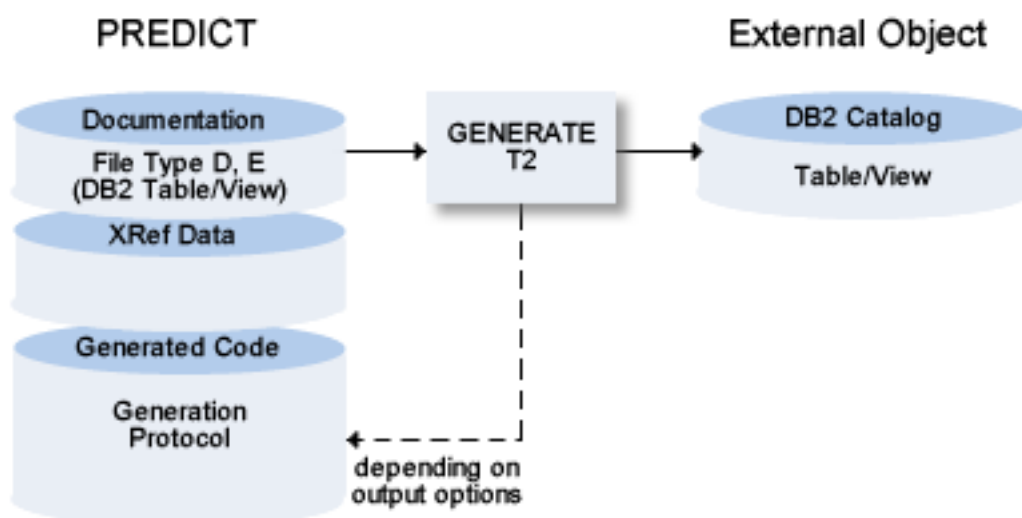 PREDICT
External Object
Documentation
File Type D, E
(DB2 Table/View)
XRef Data
Generated Code
Generation
Protocol
GENERATE
T2
depending on
output options
DB2 Catalog
Table/View